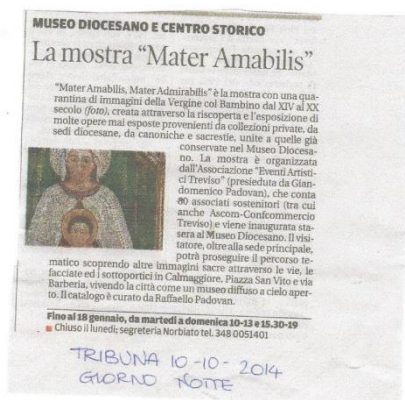 MUSEO DIOCESANO E CENTRO STORICO
La mostra “Mater Amabilis”
“Mater Amabilis, Mater Admirabilis” è la mostra con una qua-
rantina di immagini della Vergine col Bambino dal XIV al XX
secolo (foto), creata attraverso la riscoperta e l'esposizione di
molte opere mai esposte provenienti da collezioni private, da
sedi diocesane, da canoniche e sacrestie, unite a quelle già
conservate nel Museo Diocesa-
no. La mostra è organizzata
dall'Associazione “Eventi Artisti-
ci Treviso” (presieduta da Gian-
domenico Padovan), che conta
80 associati sostenitori (tra cui
anche Ascom-Confcommercio
Treviso) e viene inaugurata sta-
sera al Museo Diocesano. Il visi-
tatore, oltre alla sede principale,
potrà proseguire il percorso te-
matico scoprendo altre immagini sacre attraverso le vie, le
facciate ed i sottoportici in Calmaggiore, Piazza San Vito e via
Barberia, vivendo la città come un museo diffuso a cielo aper-
to. Il catalogo è curato da Raffaello Padovan.
Fino al 18 gennaio, da martedì a domenica 10-13 e 15.30-19
Chiuso il lunedì; segreteria Norbiato tel. 348 0051401
TRIBUNA 10-10-2014
GIORNO NOTTE